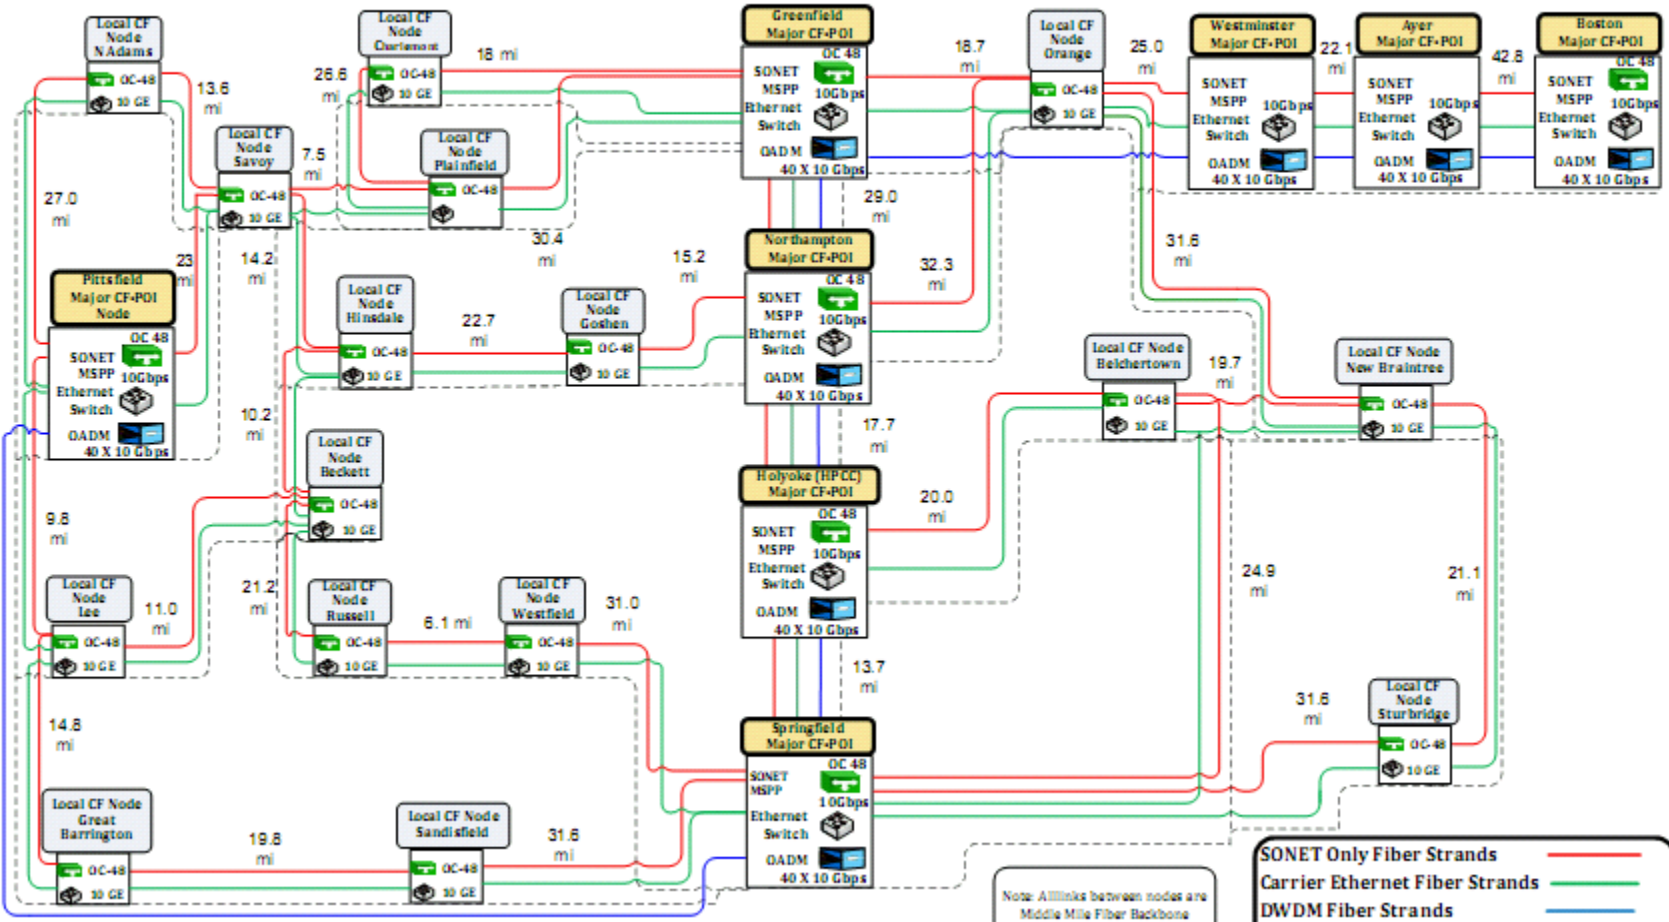 Local CF
Node
N Adams
OC-48
10 GE
13.6
mi
Local CF
Node
Charlemont
OC-48
10 GE
26.6
mi
18 mi
Greenfield
Major CF-POI
OC 48
SONET
MSPP
10Gbps
Ethernet
Switch
OADM
40 X 10 Gbps
18.7
mi
Local CF
Node
Orange
OC-48
10 GE
25.0
mi
Westminster
Major CF-POI
SONET
MSPP
10Gbps
Ethernet
Switch
OADM
40 X 10 Gbps
22.1
mi
Ayer
Major CF-POI
SONET
MSPP
10Gbps
Ethernet
Switch
OADM
40 X 10 Gbps
42.8
mi
Boston
Major CF-POI
OC 48
SONET
MSPP
10Gbps
Ethernet
Switch
OADM
40 X 10 Gbps
Local CF
Node
Savoy
OC-48
10 GE
7.5
mi
Local CF
Node
Plainfield
OC-48
27.0
mi
23
mi
14.2
mi
30.4
mi
29.0
mi
31.6
mi
Pittsfield
Major CF-POI
Node
OC 48
SONET
MSPP
10Gbps
Ethernet
Switch
OADM
40 X 10 Gbps
Local CF
Node
Hinsdale
OC-48
10 GE
22.7
mi
Local CF
Node
Goshen
OC-48
10 GE
15.2
mi
Northampton
Major CF-POI
OC 48
SONET
MSPP
10Gbps
Ethernet
Switch
OADM
40 X 10 Gbps
32.3
mi
Local CF Node
Belchertown
OC-48
10 GE
19.7
mi
Local CF Node
New Braintree
OC-48
10 GE
10.2
mi
Local CF
Node
Beckett
OC-48
10 GE
17.7
mi
Holyoke (HPCC)
Major CF-POI
OC 48
SONET
MSPP
10Gbps
Ethernet
Switch
OADM
40 X 10 Gbps
20.0
mi
9.8
mi
Local CF
Node
Lee
OC-48
10 GE
11.0
mi
21.2
mi
Local CF
Node
Russell
OC-48
10 GE
6.1 mi
Local CF
Node
Westfield
OC-48
10 GE
31.0
mi
24.9
mi
21.1
mi
13.7
mi
14.8
mi
Springfield
Major CF-POI
OC 48
SONET
MSPP
10Gbps
Ethernet
Switch
OADM
40 X 10 Gbps
31.6
mi
Local CF
Node
Sturbridge
OC-48
10 GE
Local CF Node
Great
Barrington
OC-48
10 GE
19.8
mi
Local CF Node
Sandisfield
OC-48
10 GE
31.6
mi
Note: All links between nodes are
Middle Mile Fiber Backbone
SONET Only Fiber Strands
Carrier Ethernet Fiber Strands
DWDM Fiber Strands